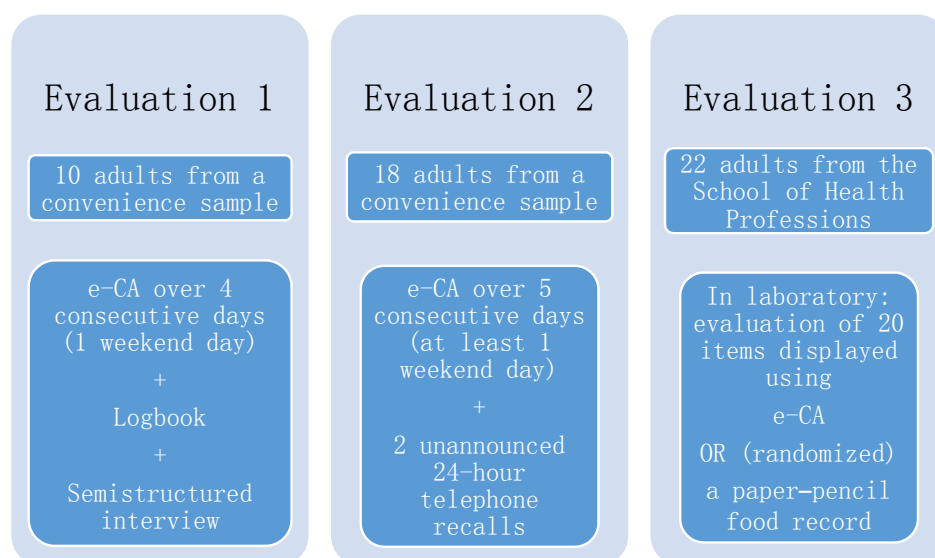 Evaluation 1
10 adults from a
convenience sample
e-CA over 4
consecutive days
(1 weekend day)
+
Logbook
+
Semistructured
interview
Evaluation 2
18 adults from a
convenience sample
e-CA over 5
consecutive days
(at least 1
weekend day)
+
2 unannounced
24-hour
telephone
recalls
Evaluation 3
22 adults from the
School of Health
Professions
In laboratory:
evaluation of 20
items displayed
using
e-CA
OR (randomized)
a paper–pencil
food record